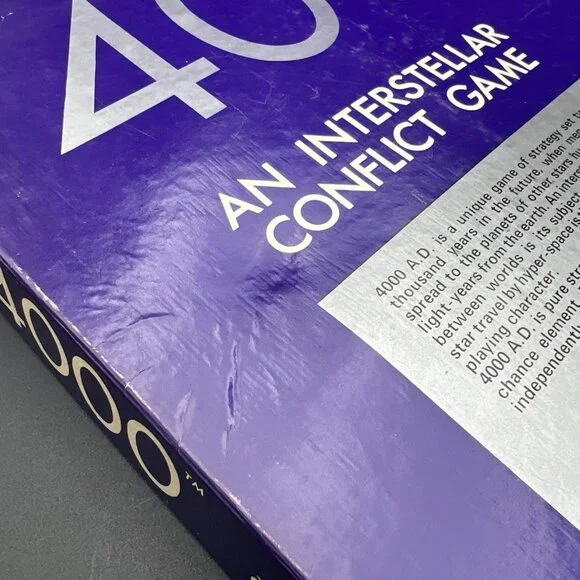 40
AN INTERSTELLAR
CONFLICT GAME
4000 A.D. is a unique game of strategy set
thousand years in the future, when
spread to the planets of other stars
light-years from the earth. An
between worlds is its
star travel by hyper-space
playing character.
4000 A.D. is pure
chance element
independently
4000™